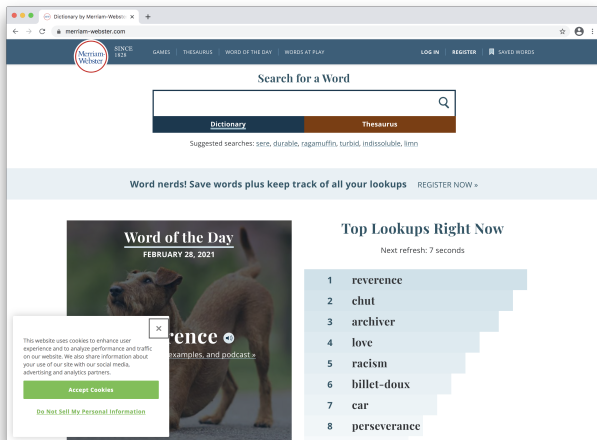 Dictionary by Merriam-Webster
merriam-webster.com
Merriam-Webster
SINCE 1828
GAMES | THESAURUS | WORD OF THE DAY | WORDS AT PLAY
LOG IN | REGISTER | SAVED WORDS
Search for a Word
Dictionary
Thesaurus
Suggested searches: sere, durable, ragamuffin, turbid, indissoluble, limn
Word nerds! Save words plus keep track of all your lookups REGISTER NOW »
Word of the Day
FEBRUARY 28, 2021
rence
examples, and podcast »
This website uses cookies to enhance user
experience and to analyze performance and traffic
on our website. We also share information about
your use of our site with our social media,
advertising and analytics partners.
Accept Cookies
Do Not Sell My Personal Information
Top Lookups Right Now
Next refresh: 7 seconds
1 reverence
2 chut
3 archiver
4 love
5 racism
6 billet-doux
7 car
8 perseverance